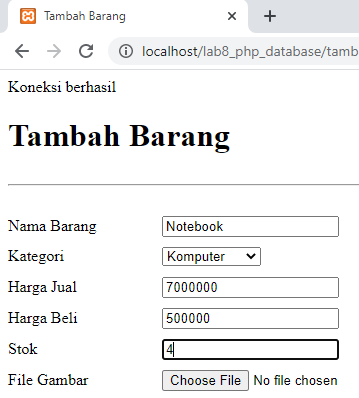 Tambah Barang
localhost/lab8_php_database/tamb
Koneksi berhasil
Tambah Barang
Nama Barang Notebook
Kategori Komputer
Harga Jual 7000000
Harga Beli 500000
Stok 4
File Gambar Choose File No file chosen